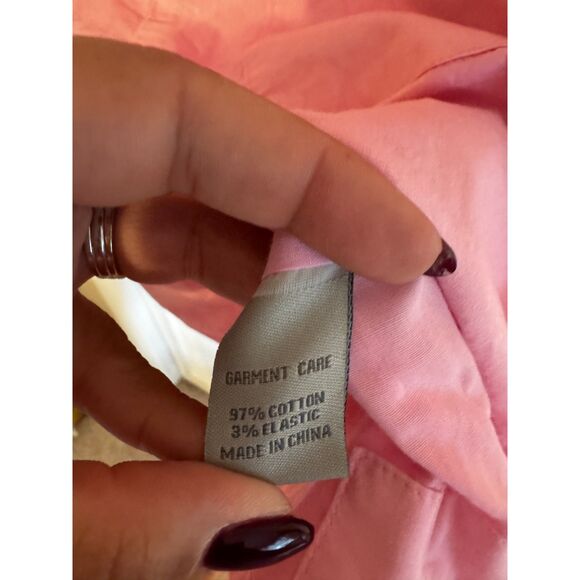 GARMENT CARE
97% COTTON
3% ELASTIC
MADE IN CHINA